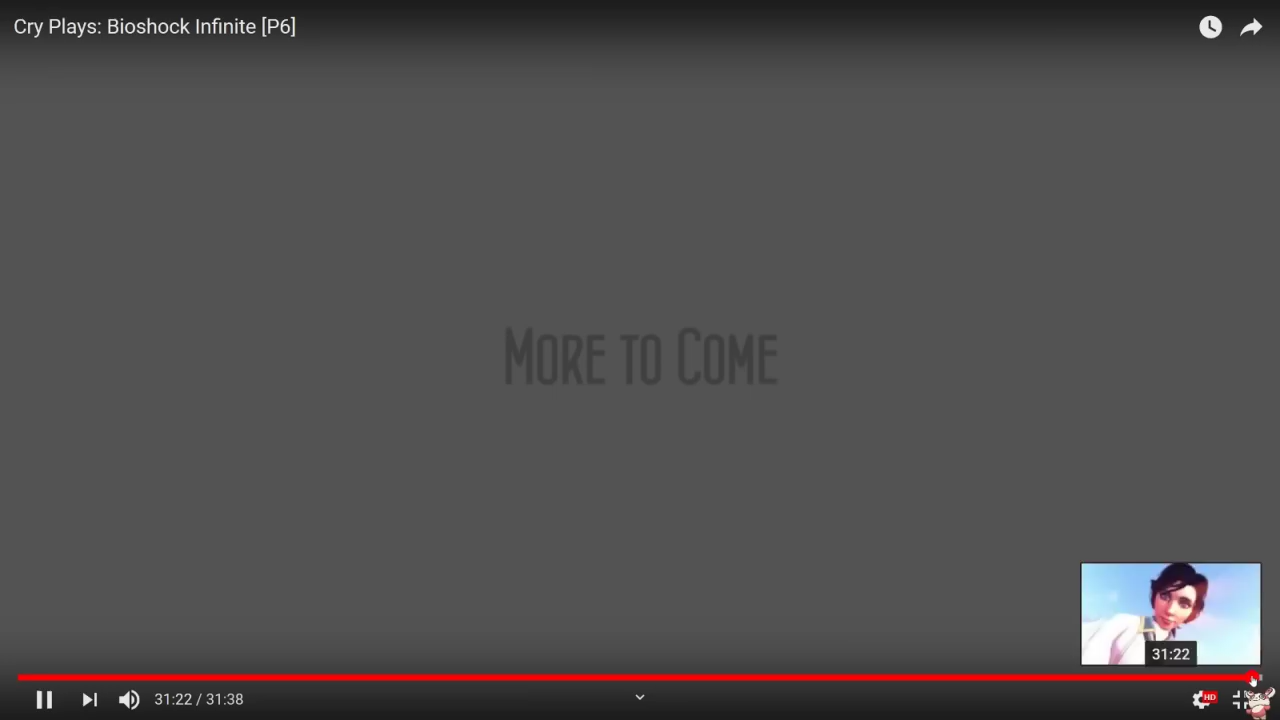 Cry Plays: Bioshock Infinite [P6]
More to Come
31:22
31:22 / 31:38
HD